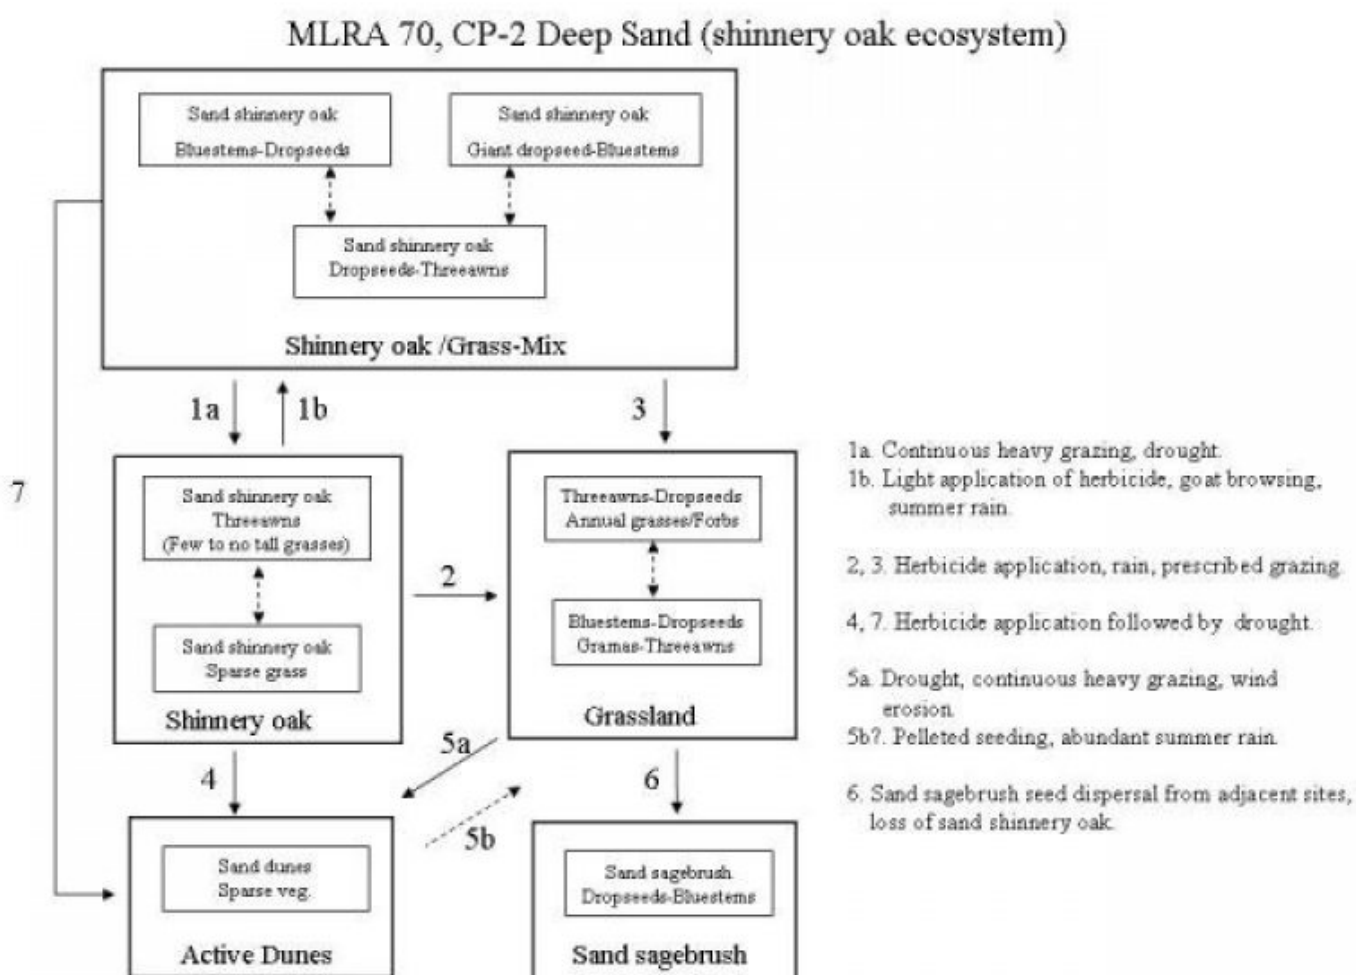 MLRA 70, CP-2 Deep Sand (shinnery oak ecosystem)
Sand shinnery oak
Bluestems-Dropseeds
Sand shinnery oak
Giant dropseed-Bluestems
Sand shinnery oak
Dropseeds-Threeawns
Shinnery oak /Grass-Mix
1a
1b
3
7
Sand shinnery oak
Threeawns
(Few to no tall grasses)
Sand shinnery oak
Sparse grass
Shinnery oak
2
Threeawns-Dropseeds
Annual grasses/Forbs
Bluestems-Dropseeds
Gramas-Threeawns
Grassland
4
5a
5b
6
Sand dunes
Sparse veg.
Active Dunes
Sand sagebrush
Dropseeds-Bluestems
Sand sagebrush
1a. Continuous heavy grazing, drought.
1b. Light application of herbicide, goat browsing,
summer rain.
2, 3. Herbicide application, rain, prescribed grazing.
4, 7. Herbicide application followed by drought.
5a. Drought, continuous heavy grazing, wind
erosion.
5b?. Pelleted seeding, abundant summer rain.
6. Sand sagebrush seed dispersal from adjacent sites,
loss of sand shinnery oak.